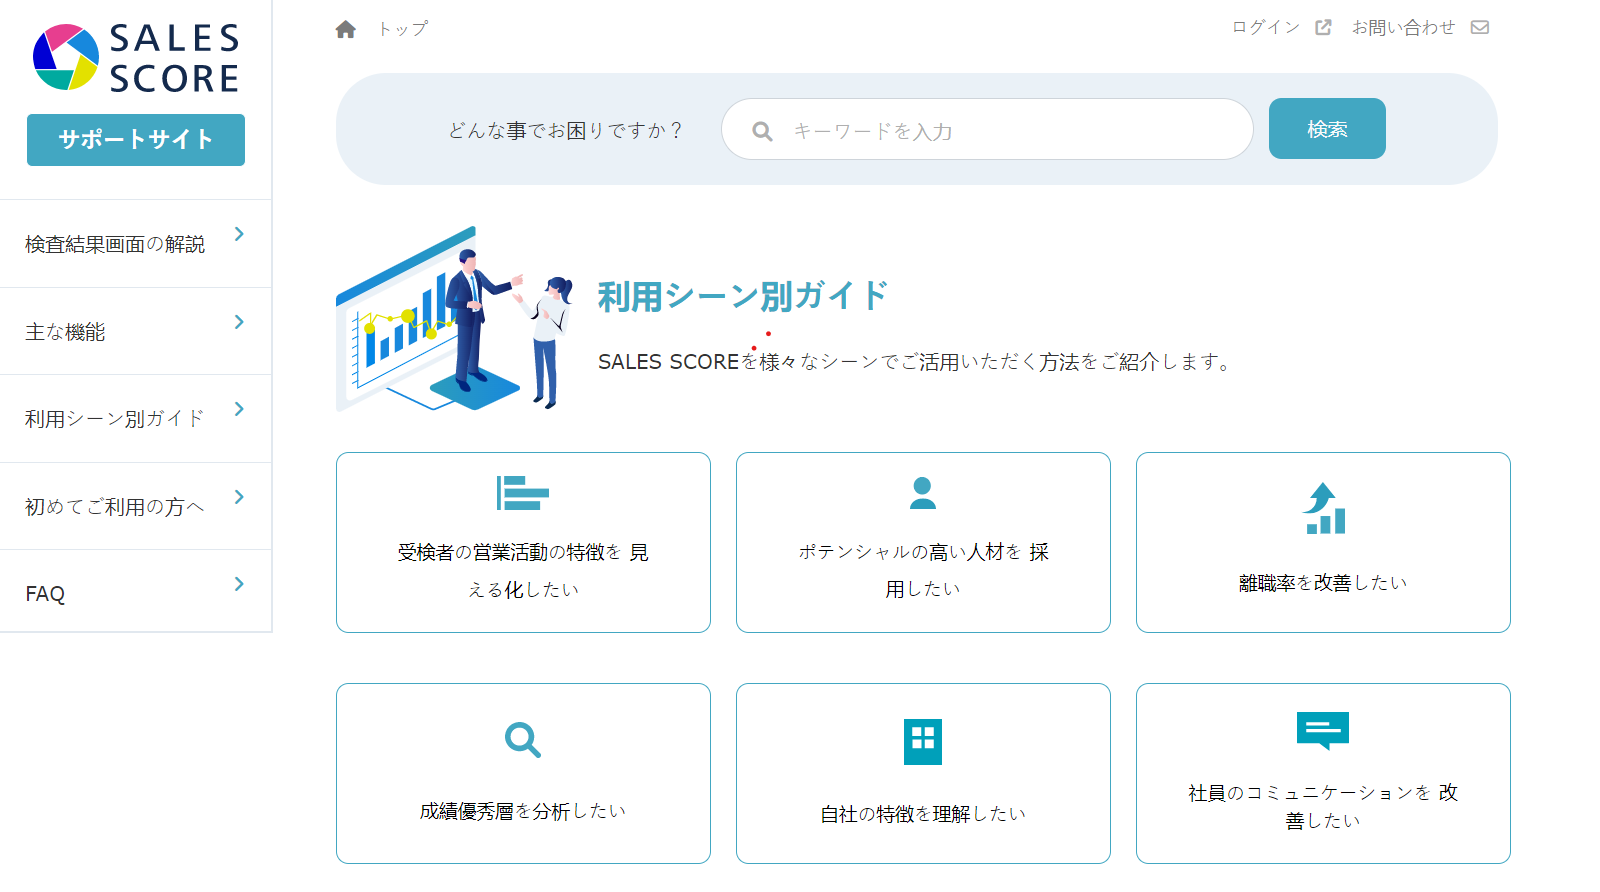 SALES
SCORE
サポートサイト
検査結果画面の解説
主な機能
利用シーン別ガイド
初めてご利用の方へ
FAQ
トップ
ログイン
お問い合わせ
どんな事でお困りですか？
キーワードを入力
検索
利用シーン別ガイド
SALES SCOREを様々なシーンでご活用いただく方法をご紹介します。
受検者の営業活動の特徴を 見
える化したい
ポテンシャルの高い人材を 採
用したい
離職率を改善したい
成績優秀層を分析したい
自社の特徴を理解したい
社員のコミュニケーションを 改
善したい